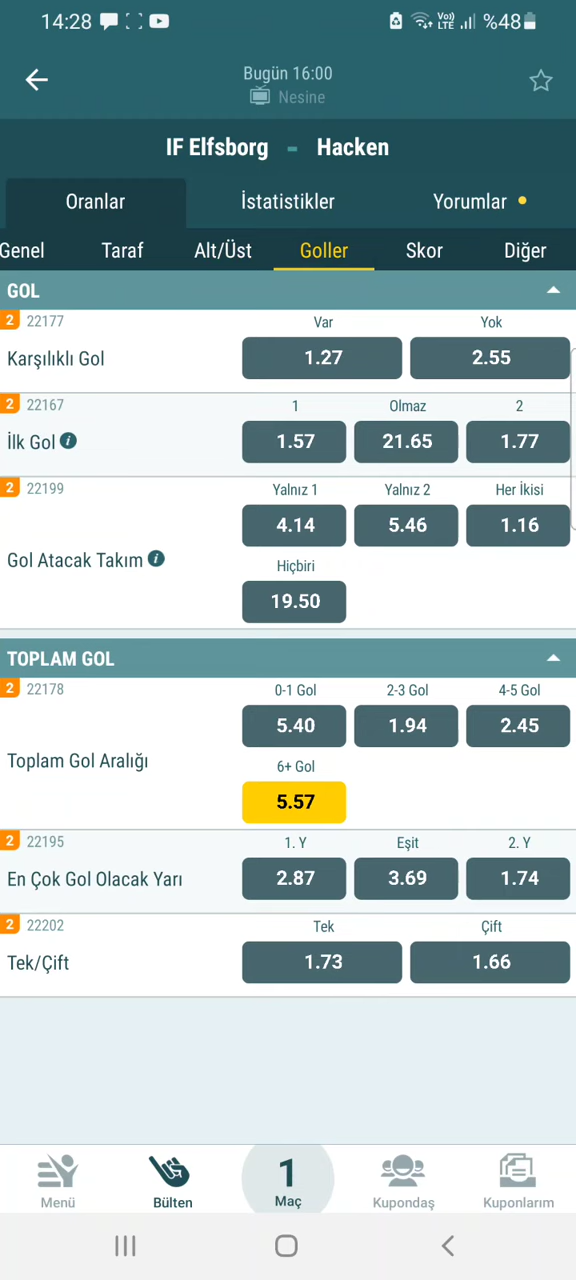 14:28 Vo)) LTE %48
Bugün 16:00
Nesine
IF Elfsborg - Hacken
Oranlar İstatistikler Yorumlar
Genel Taraf Alt/Üst Goller Skor Diğer
GOL
2 22177 Var Yok
Karşılıklı Gol 1.27 2.55
2 22167 1 Olmaz 2
İlk Gol i 1.57 21.65 1.77
2 22199 Yalnız 1 Yalnız 2 Her İkisi
4.14 5.46 1.16
Gol Atacak Takım i Hiçbiri
19.50
TOPLAM GOL
2 22178 0-1 Gol 2-3 Gol 4-5 Gol
5.40 1.94 2.45
Toplam Gol Aralığı 6+ Gol
5.57
2 22195 1. Y Eşit 2. Y
En Çok Gol Olacak Yarı 2.87 3.69 1.74
2 22202 Tek Çift
Tek/Çift 1.73 1.66
1
Menü Bülten Maç Kupondaş Kuponlarım